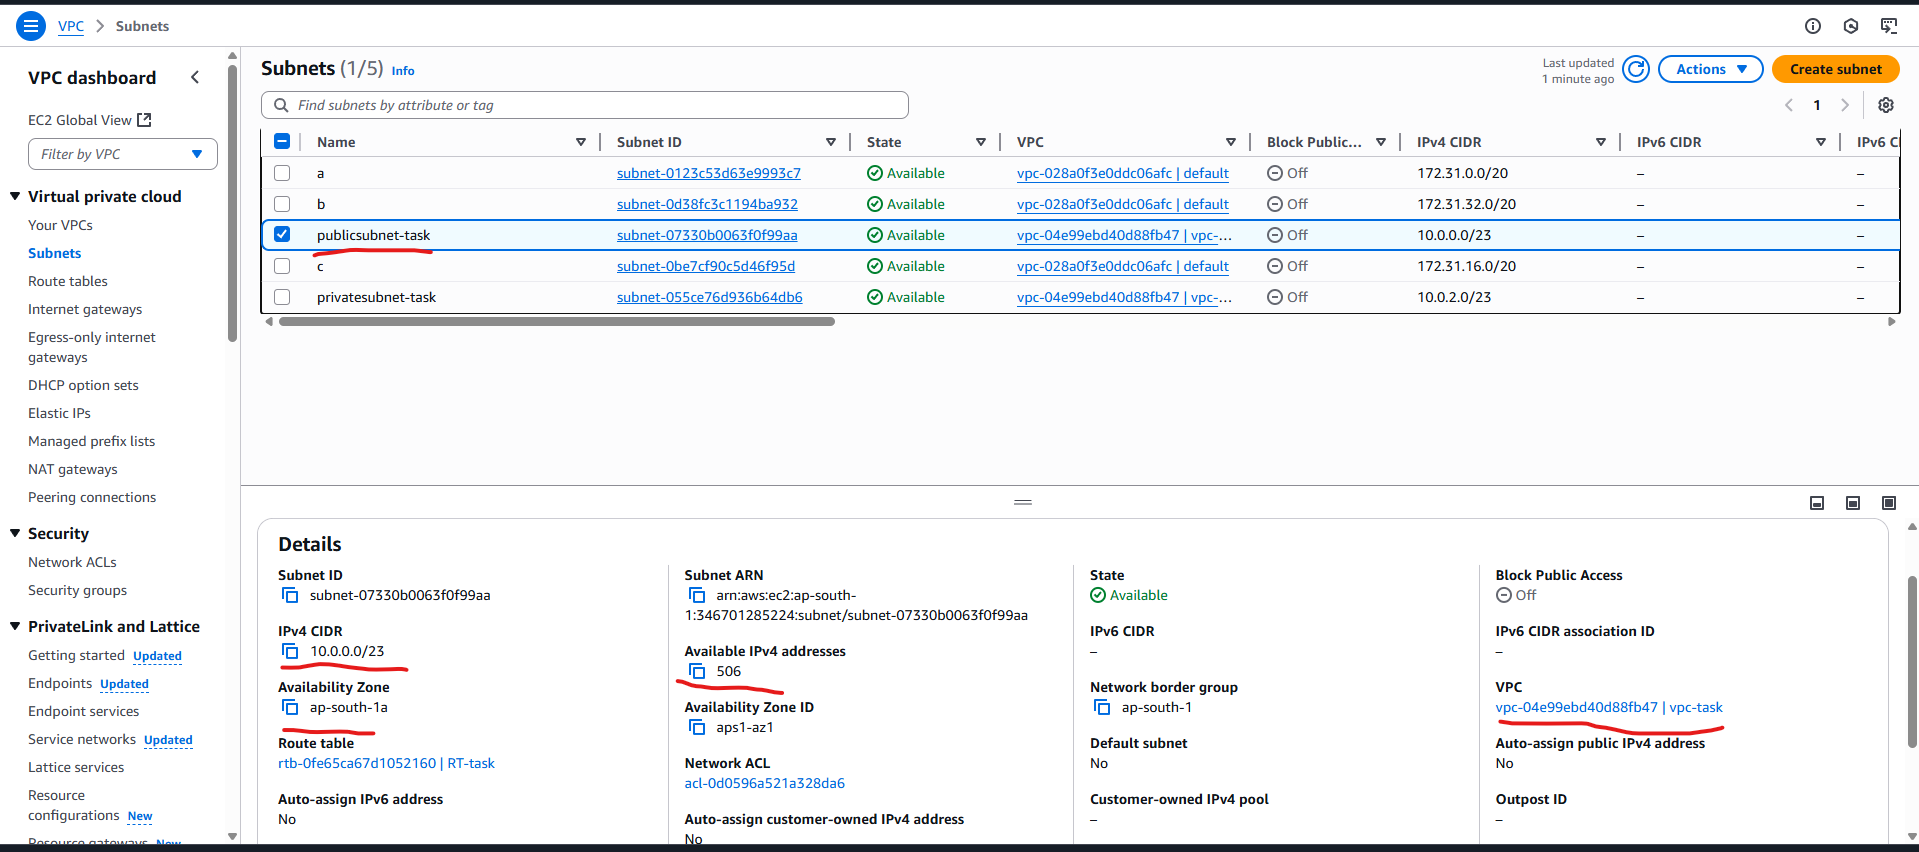 VPC > Subnets
VPC dashboard
EC2 Global View
Filter by VPC
Virtual private cloud
Your VPCs
Subnets
Route tables
Internet gateways
Egress-only internet
gateways
DHCP option sets
Elastic IPs
Managed prefix lists
NAT gateways
Peering connections
Security
Network ACLs
Security groups
PrivateLink and Lattice
Getting started Updated
Endpoints Updated
Endpoint services
Service networks Updated
Lattice services
Resource
configurations New
Resource gateways New
Subnets (1/5) Info
Last updated
1 minute ago
Actions
Create subnet
Find subnets by attribute or tag
1
Name Subnet ID State VPC Block Public... IPv4 CIDR IPv6 CIDR IPv6 CI
a subnet-0123c53d63e9993c7 Available vpc-028a0f3e0ddc06afc | default Off 172.31.0.0/20 – –
b subnet-0d38fc3c1194ba932 Available vpc-028a0f3e0ddc06afc | default Off 172.31.32.0/20 – –
publicsubnet-task subnet-07330b0063f0f99aa Available vpc-04e99ebd40d88fb47 | vpc-... Off 10.0.0.0/23 – –
c subnet-0be7cf90c5d46f95d Available vpc-028a0f3e0ddc06afc | default Off 172.31.16.0/20 – –
privatesubnet-task subnet-055ce76d936b64db6 Available vpc-04e99ebd40d88fb47 | vpc-... Off 10.0.2.0/23 – –
Details
Subnet ID
subnet-07330b0063f0f99aa
IPv4 CIDR
10.0.0.0/23
Availability Zone
ap-south-1a
Route table
rtb-0fe65ca67d1052160 | RT-task
Auto-assign IPv6 address
No
Subnet ARN
arn:aws:ec2:ap-south-
1:346701285224:subnet/subnet-07330b0063f0f99aa
Available IPv4 addresses
506
Availability Zone ID
aps1-az1
Network ACL
acl-0d0596a521a328da6
Auto-assign customer-owned IPv4 address
No
State
Available
IPv6 CIDR
–
Network border group
ap-south-1
Default subnet
No
Customer-owned IPv4 pool
–
Block Public Access
Off
IPv6 CIDR association ID
–
VPC
vpc-04e99ebd40d88fb47 | vpc-task
Auto-assign public IPv4 address
No
Outpost ID
–